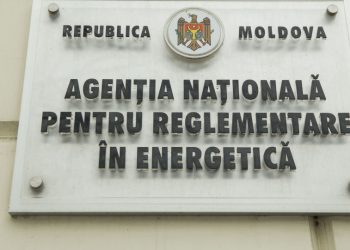 REPUBLICA MOLDOVA
AGENȚIA NAȚIONALĂ
PENTRU REGLEMENTARE
ÎN ENERGETICĂ